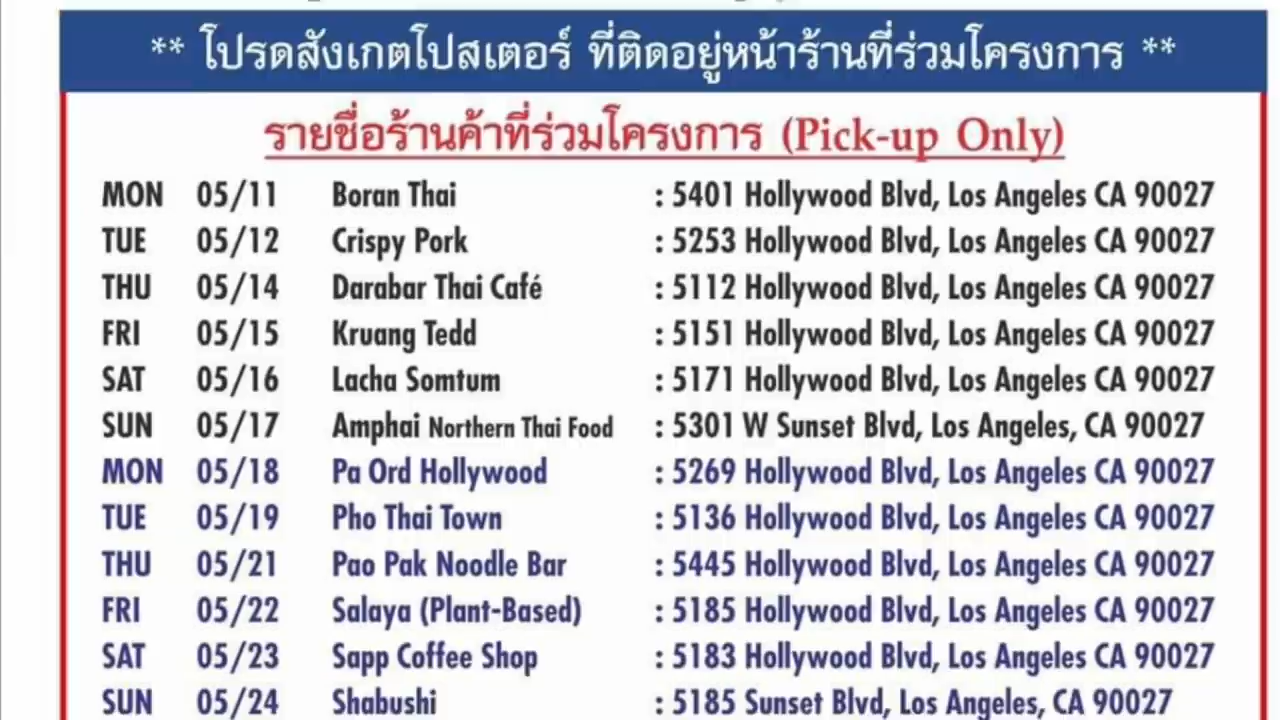 ** โปรดสังเกตโปสเตอร์ ที่ติดอยู่หน้าร้านที่ร่วมโครงการ **
รายชื่อร้านค้าที่ร่วมโครงการ (Pick-up Only)
MON 05/11 Boran Thai : 5401 Hollywood Blvd, Los Angeles CA 90027
TUE 05/12 Crispy Pork : 5253 Hollywood Blvd, Los Angeles CA 90027
THU 05/14 Darabar Thai Café : 5112 Hollywood Blvd, Los Angeles CA 90027
FRI 05/15 Kruang Tedd : 5151 Hollywood Blvd, Los Angeles CA 90027
SAT 05/16 Lacha Somtum : 5171 Hollywood Blvd, Los Angeles CA 90027
SUN 05/17 Amphai Northern Thai Food : 5301 W Sunset Blvd, Los Angeles, CA 90027
MON 05/18 Pa Ord Hollywood : 5269 Hollywood Blvd, Los Angeles CA 90027
TUE 05/19 Pho Thai Town : 5136 Hollywood Blvd, Los Angeles CA 90027
THU 05/21 Pao Pak Noodle Bar : 5445 Hollywood Blvd, Los Angeles CA 90027
FRI 05/22 Salaya (Plant-Based) : 5185 Hollywood Blvd, Los Angeles CA 90027
SAT 05/23 Sapp Coffee Shop : 5183 Hollywood Blvd, Los Angeles CA 90027
SUN 05/24 Shabushi : 5185 Sunset Blvd, Los Angeles, CA 90027